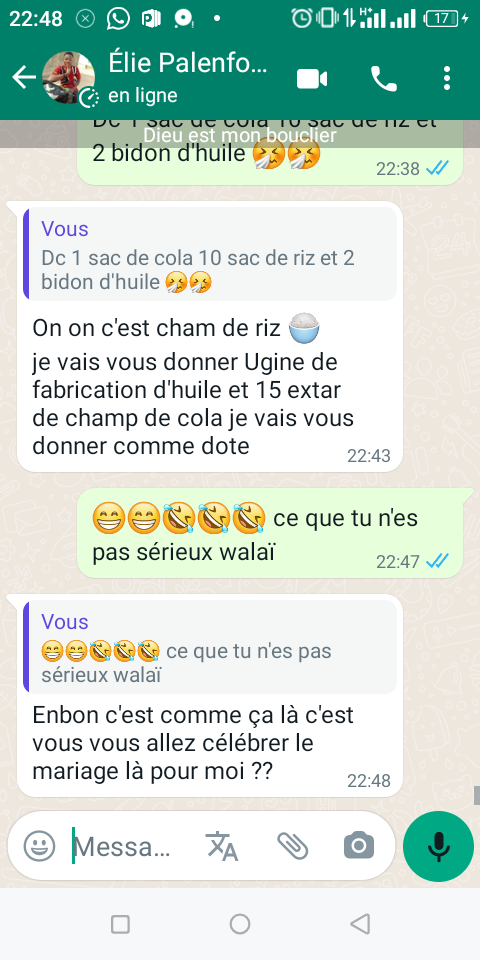 22:48
H+
17
Élie Palenfo...
en ligne
Dc 1 sac de cola 10 sac de riz et
Dieu est mon bouclier
2 bidon d'huile 🤧🤧
22:38
Vous
Dc 1 sac de cola 10 sac de riz et 2
bidon d'huile 🤧🤧
On on c'est cham de riz 🍚
je vais vous donner Ugine de
fabrication d'huile et 15 extar
de champ de cola je vais vous
donner comme dote
22:43
😁😁🤣🤣🤣 ce que tu n'es
pas sérieux walaï
22:47
Vous
😁😁🤣🤣🤣 ce que tu n'es pas
sérieux walaï
Enbon c'est comme ça là c'est
vous vous allez célébrer le
mariage là pour moi ??
22:48
Messa...